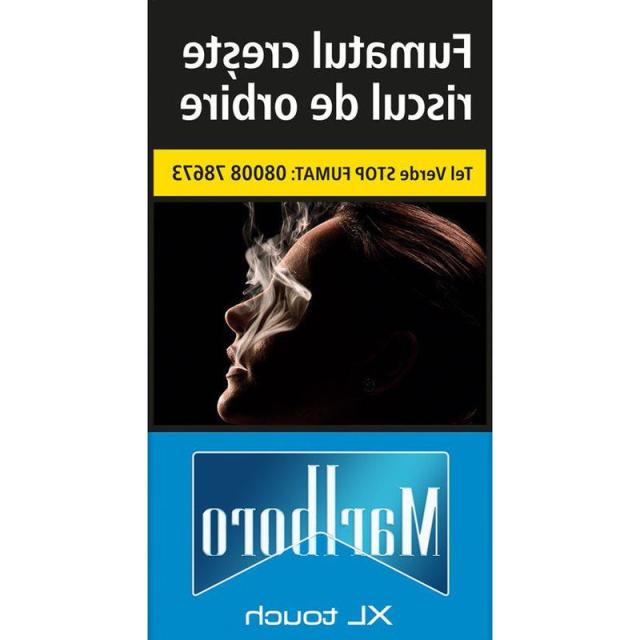 Fumatul crește
riscul de orbire
Tel Verde STOP FUMAT: 08008 78673
Marlboro
XL touch